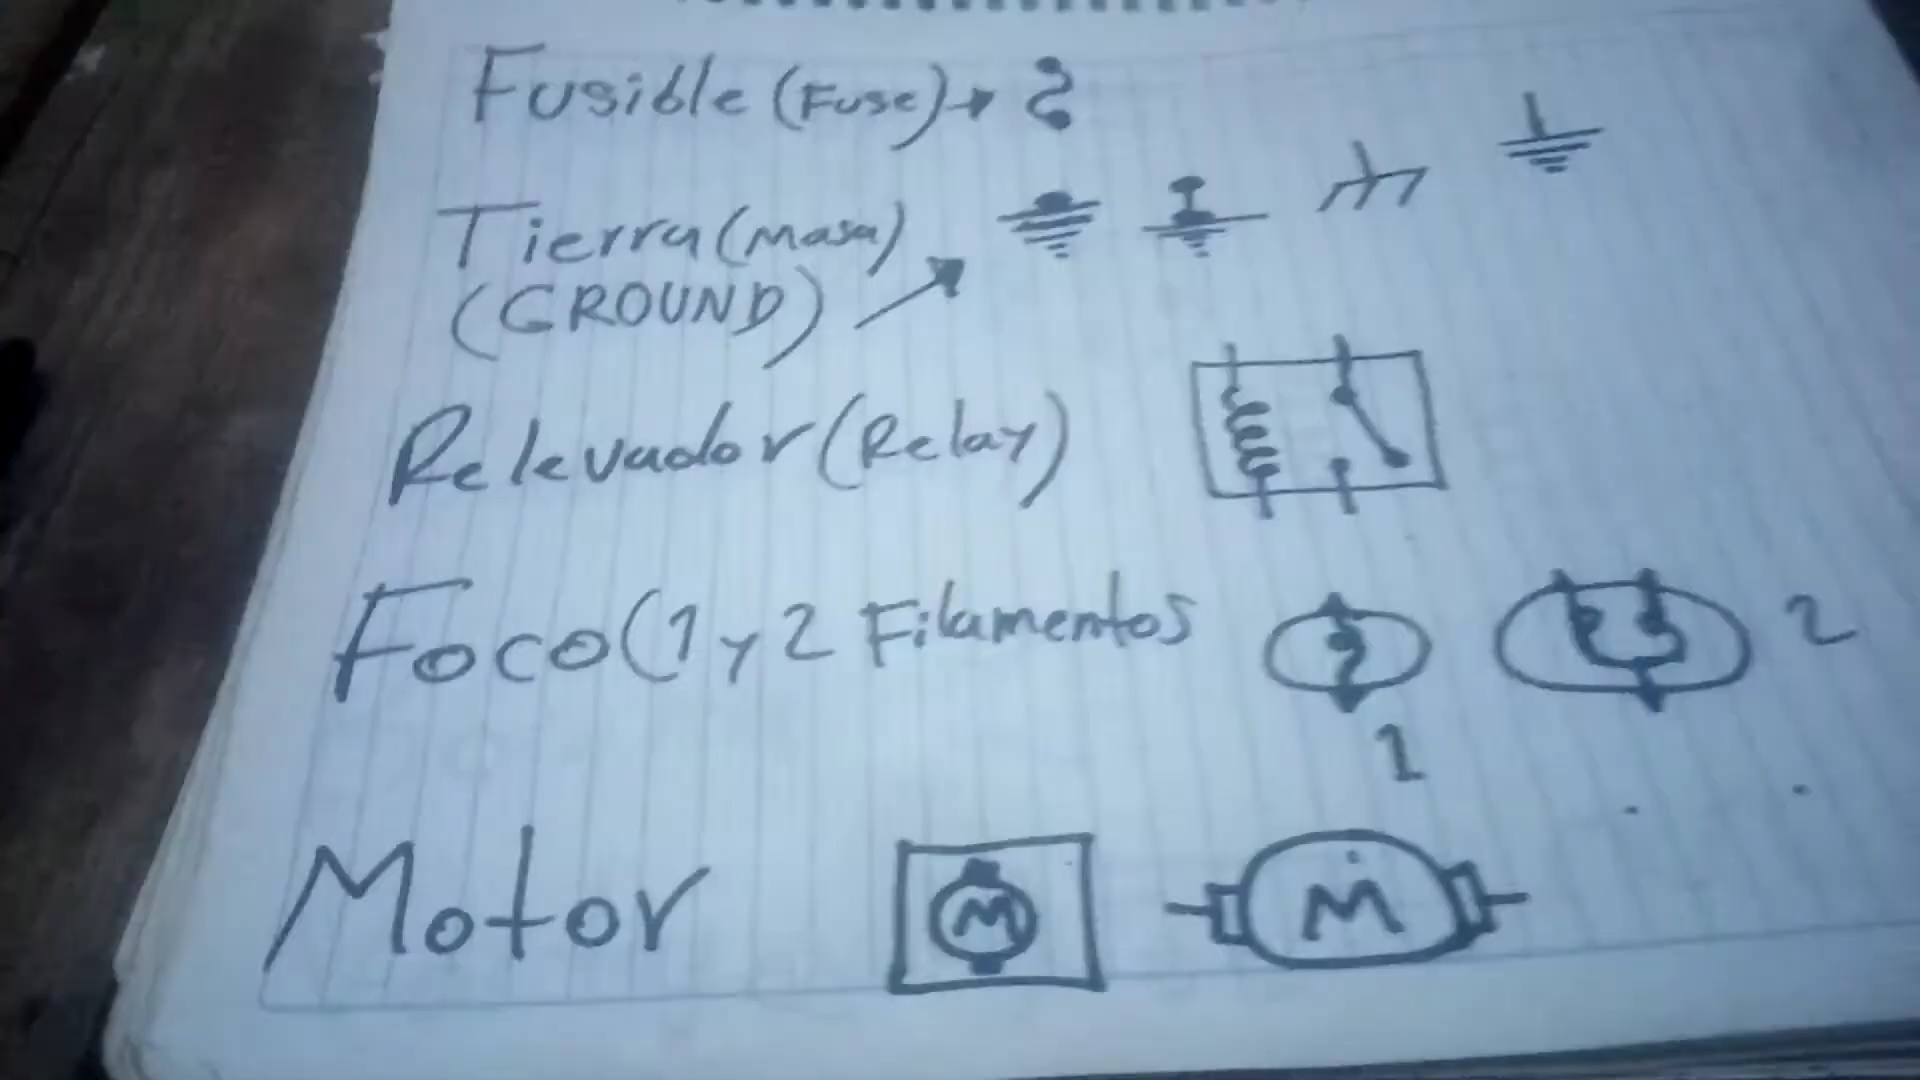 Fusible (Fuse)→
Tierra (Masa)
(GROUND)
Relevador (Relay)
Foco (1 y 2 Filamentos
2
1
Motor
M
M